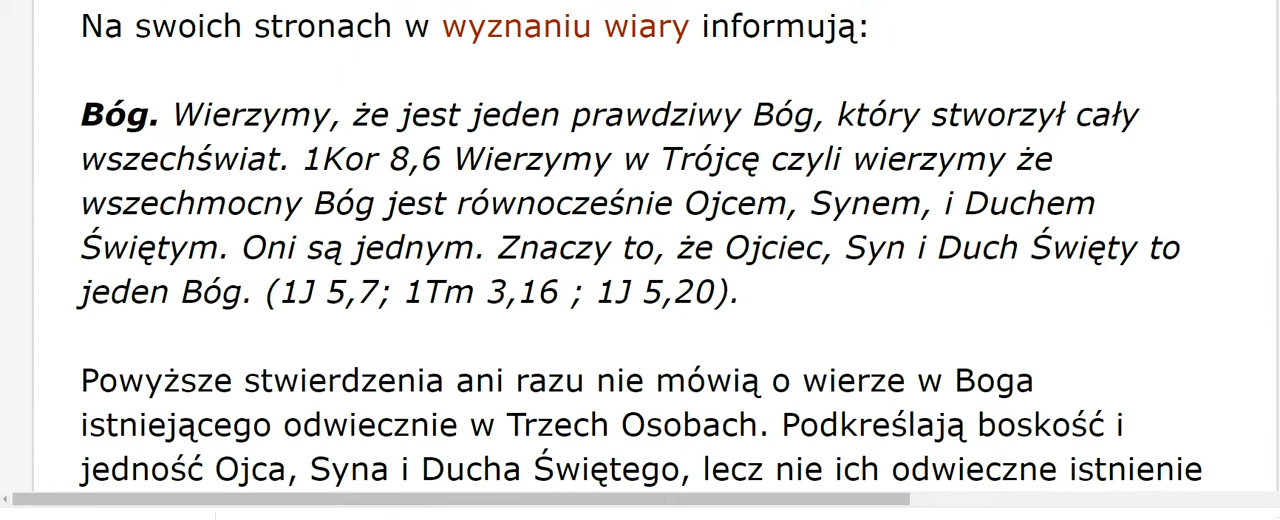 Na swoich stronach w wyznaniu wiary informują:
Bóg. Wierzymy, że jest jeden prawdziwy Bóg, który stworzył cały
wszechświat. 1Kor 8,6 Wierzymy w Trójcę czyli wierzymy że
wszechmocny Bóg jest równocześnie Ojcem, Synem, i Duchem
Świętym. Oni są jednym. Znaczy to, że Ojciec, Syn i Duch Święty to
jeden Bóg. (1J 5,7; 1Tm 3,16 ; 1J 5,20).
Powyższe stwierdzenia ani razu nie mówią o wierze w Boga
istniejącego odwiecznie w Trzech Osobach. Podkreślają boskość i
jedność Ojca, Syna i Ducha Świętego, lecz nie ich odwieczne istnienie